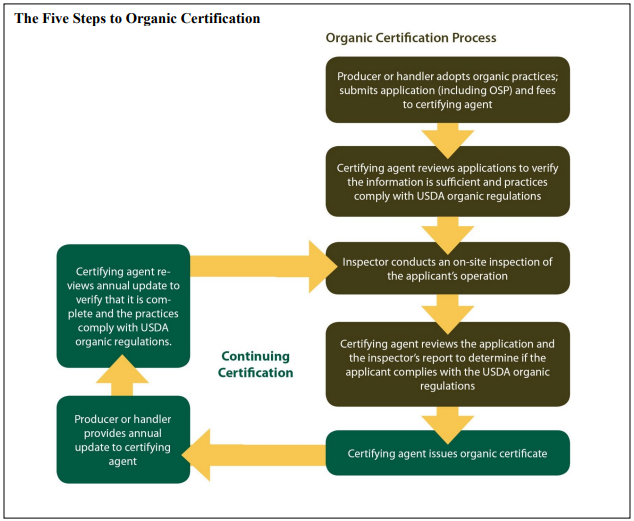 The Five Steps to Organic Certification
Organic Certification Process
Producer or handler adopts organic practices;
submits application (including OSP) and fees
to certifying agent
Certifying agent reviews applications to verify
the information is sufficient and practices
comply with USDA organic regulations
Inspector conducts an on-site inspection of
the applicant's operation
Certifying agent reviews the application and
the inspector's report to determine if the
applicant complies with the USDA organic
regulations
Certifying agent issues organic certificate
Certifying agent re-
views annual update to
verify that it is com-
plete and the practices
comply with USDA
organic regulations.
Continuing
Certification
Producer or handler
provides annual
update to certifying
agent